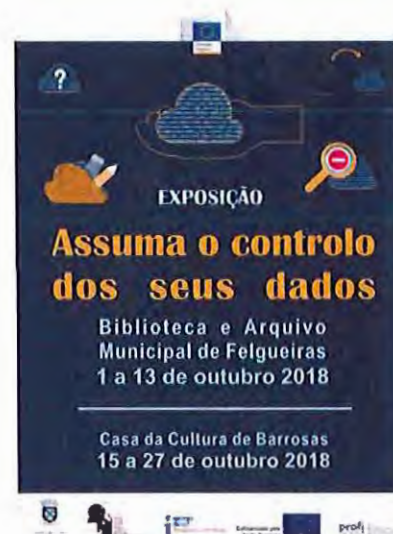 ?
EXPOSIÇÃO
Assuma o controlo
dos seus dados
Biblioteca e Arquivo
Municipal de Felgueiras
1 a 13 de outubro 2018
Casa da Cultura de Barrosas
15 a 27 de outubro 2018